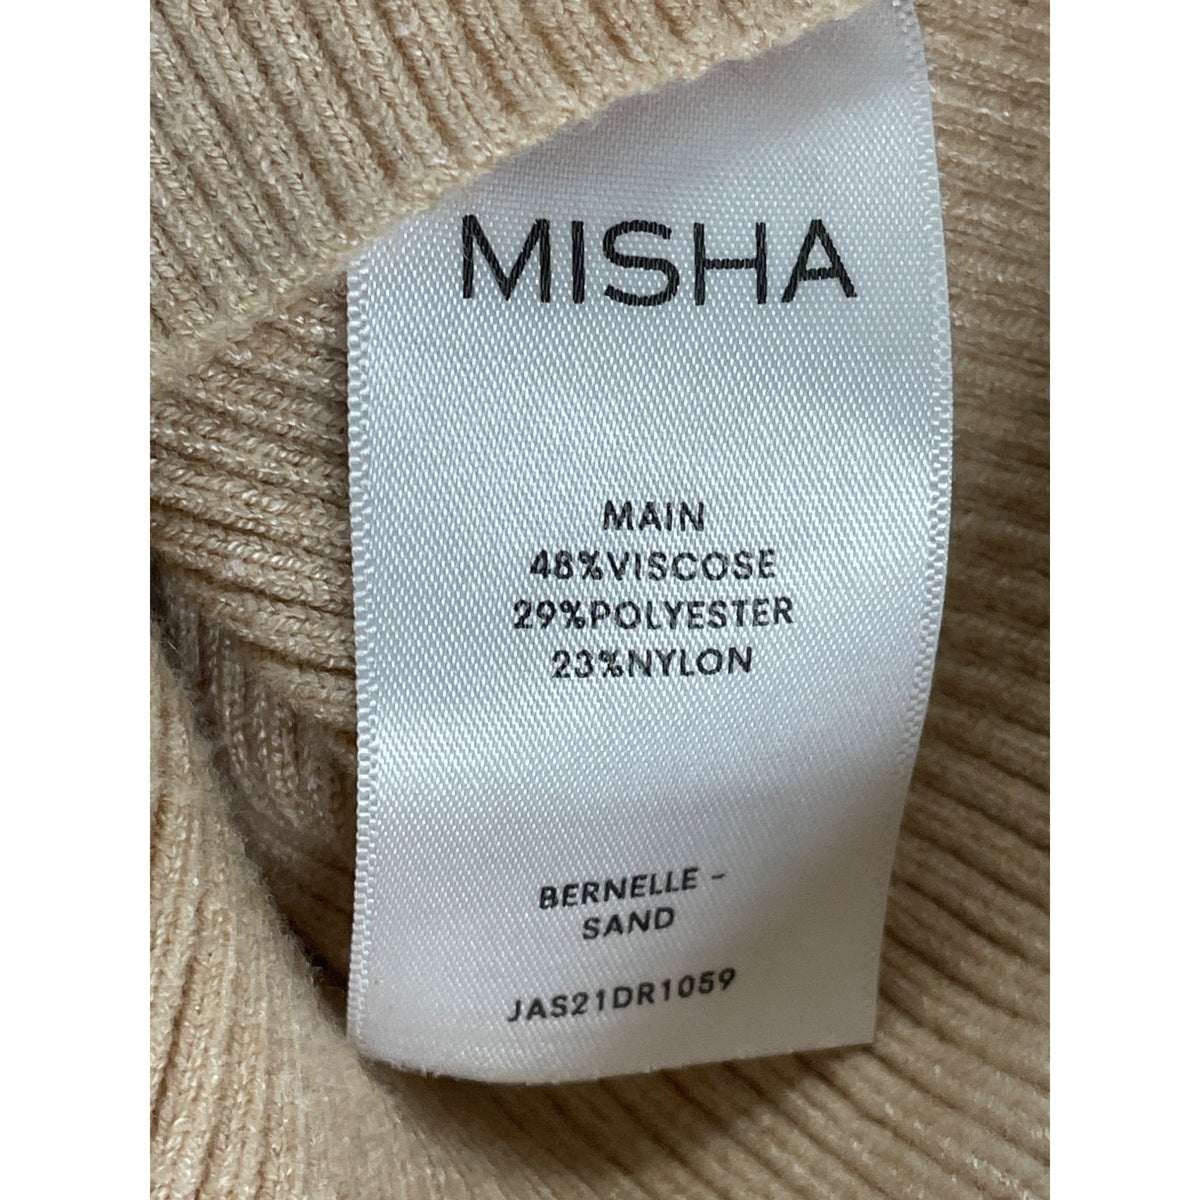 MISHA
MAIN
48%VISCOSE
29%POLYESTER
23%NYLON
BERNELLE -
SAND
JAS21DR1059